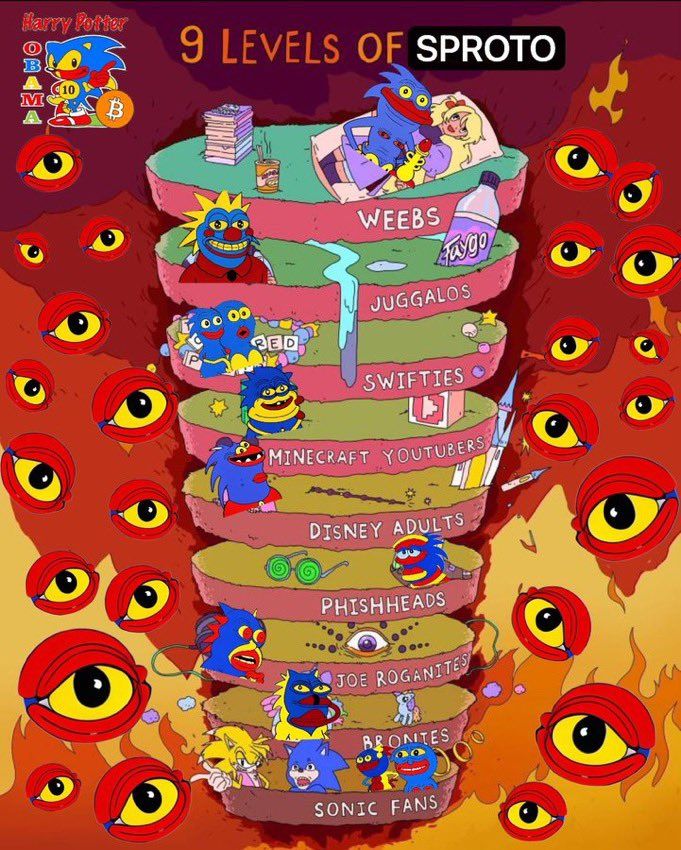 Harry Potter
OBAMA
10
₿
9 LEVELS OF SPROTO
WEEBS
Faygo
JUGGALOS
RED
SWIFTIES
MINECRAFT YOUTUBERS
DISNEY ADULTS
PHISHHEADS
JOE ROGANITES
BRONIES
SONIC FANS